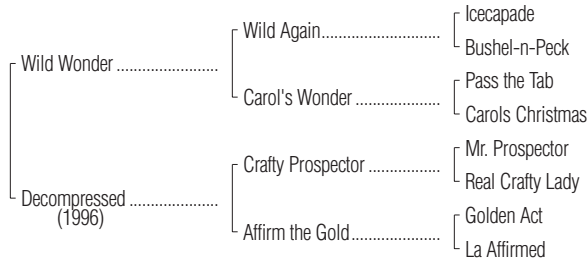 Icecapade
Wild Again
Bushel-n-Peck
Wild Wonder
Pass the Tab
Carol's Wonder
Carols Christmas
Mr. Prospector
Crafty Prospector
Real Crafty Lady
Decompressed
(1996)
Golden Act
Affirm the Gold
La Affirmed